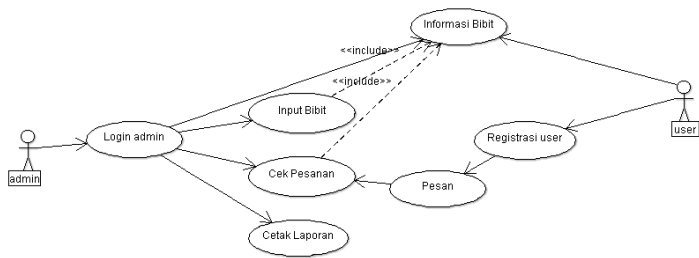 Informasi Bibit
<<include>>
<<include>>
Input Bibit
user
Login admin
Registrasi user
admin
Cek Pesanan
Pesan
Cetak Laporan